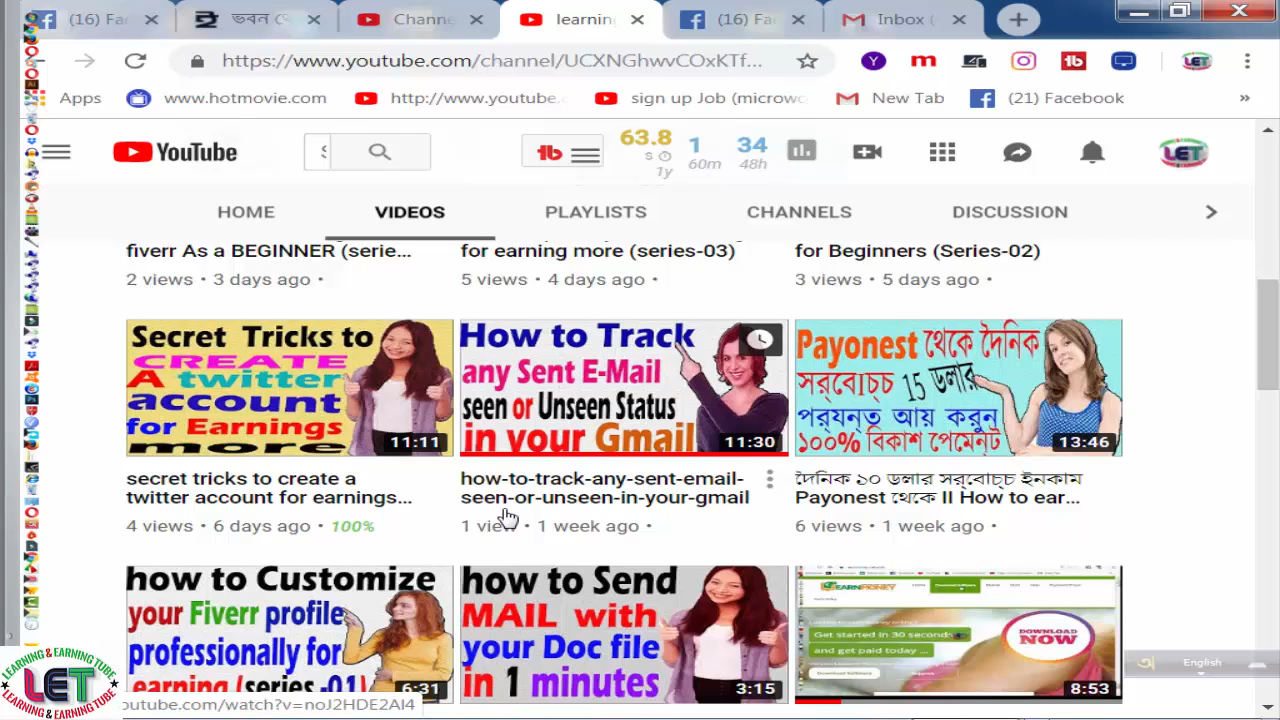 (16) Fa
ভবন
Channe
learnin
(16) Fa
Inbox (
https://www.youtube.com/channel/UCXNGhwvCOxKTf...
Apps
www.hotmovie.com
http://www.youtube.
sign up Job (microwo
New Tab
(21) Facebook
»
YouTube
63.8
1
34
s
1y
60m
48h
LET
HOME
VIDEOS
PLAYLISTS
CHANNELS
DISCUSSION
fiverr As a BEGINNER (serie...
for earning more (series-03)
for Beginners (Series-02)
2 views • 3 days ago •
5 views • 4 days ago •
3 views • 5 days ago •
Secret Tricks to
CREATE
A twitter
account
for Earnings
more
11:11
How to Track
any Sent E-Mail
seen or Unseen Status
in your Gmail
11:30
Payonest থেকে দৈনিক
সর্বোচ্চ 15 ডলার
পর্যন্ত আয় করুন
১০০% বিকাশ পেমেন্ট
13:46
secret tricks to create a
twitter account for earnings...
how-to-track-any-sent-email-
seen-or-unseen-in-your-gmail
দৈনিক ১০ ডলার সর্বোচ্চ ইনকাম
Payonest থেকে II How to ear...
4 views • 6 days ago • 100%
1 view • 1 week ago •
6 views • 1 week ago •
how to Customize
your Fiverr profile
professionally for
earning (series -01)
6:31
how to Send
MAIL with
your Doc file
in 1 minutes
3:15
EARNMONEY
Get started in 30 seconds
and get paid today ...
DOWNLOAD
NOW
8:53
LEARNING & EARNING TUBE
LET
LEARNING & EARNING TUBE
outube.com/watch?v=noJ2HDE2AI4
English